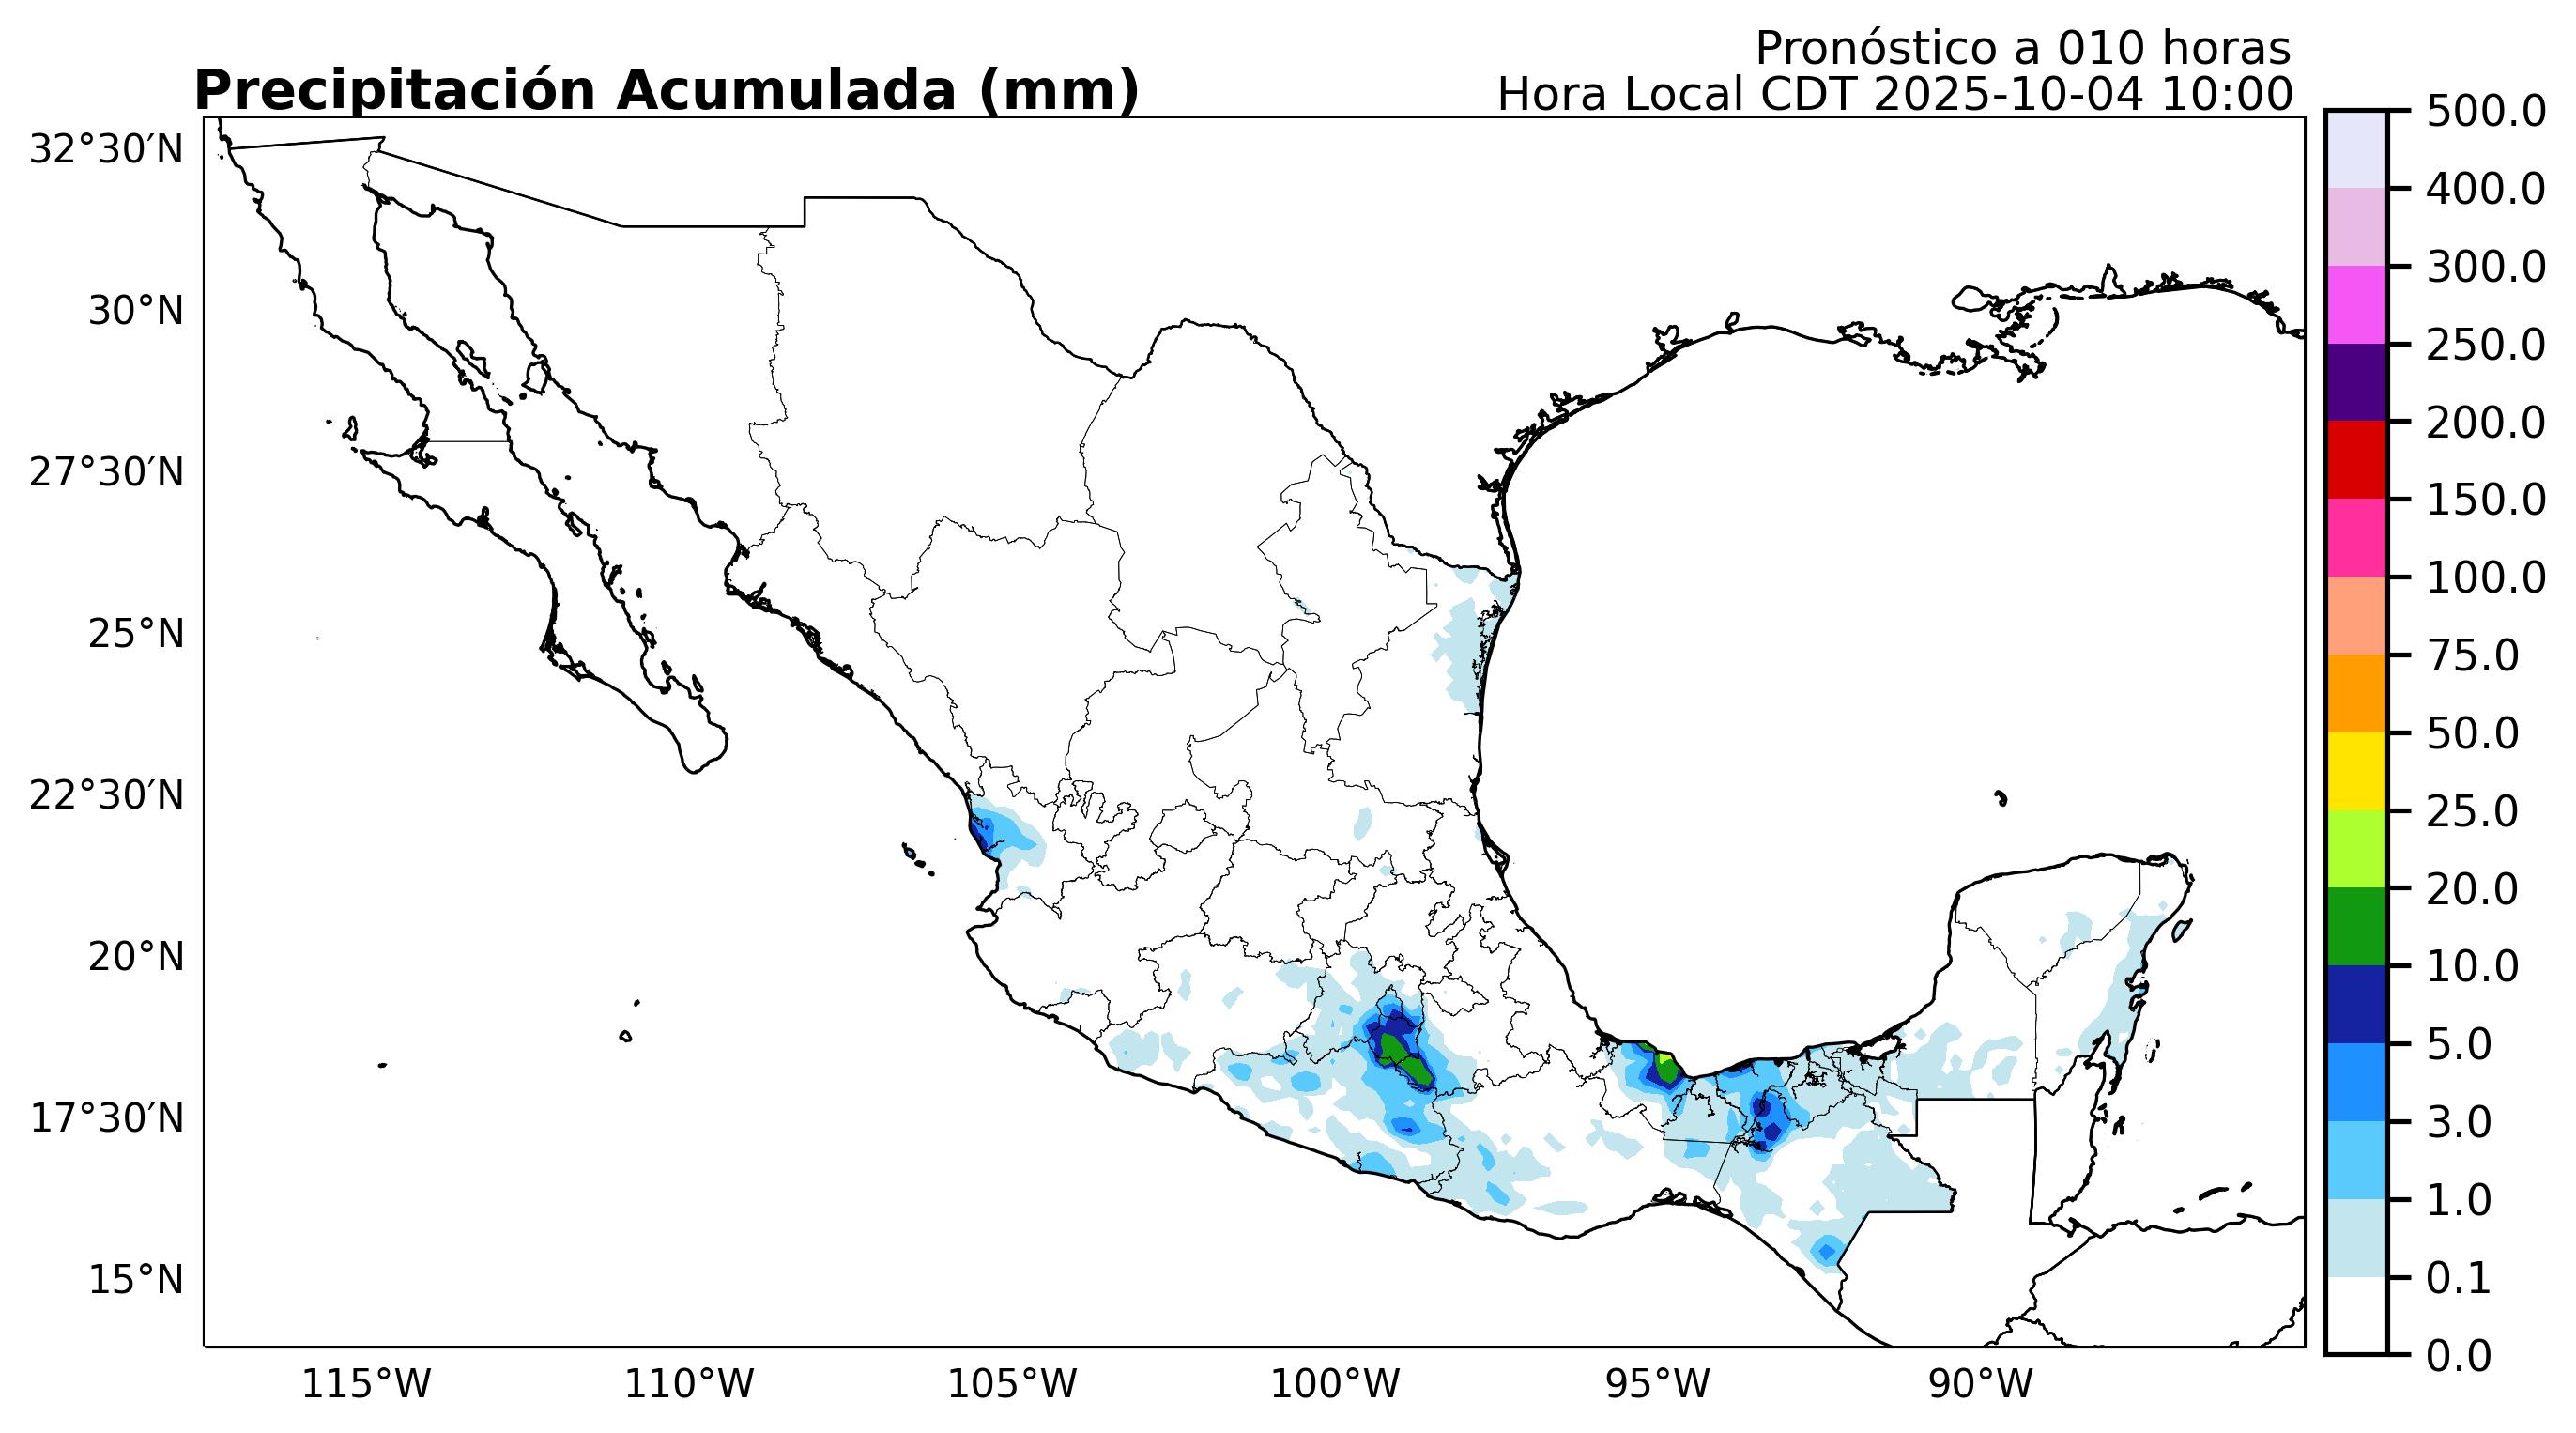 Pronóstico a 010 horas
Precipitación Acumulada (mm)
Hora Local CDT 2025-10-04 10:00
32°30′N
30°N
27°30′N
25°N
22°30′N
20°N
17°30′N
15°N
115°W
110°W
105°W
100°W
95°W
90°W
500.0
400.0
300.0
250.0
200.0
150.0
100.0
75.0
50.0
25.0
20.0
10.0
5.0
3.0
1.0
0.1
0.0